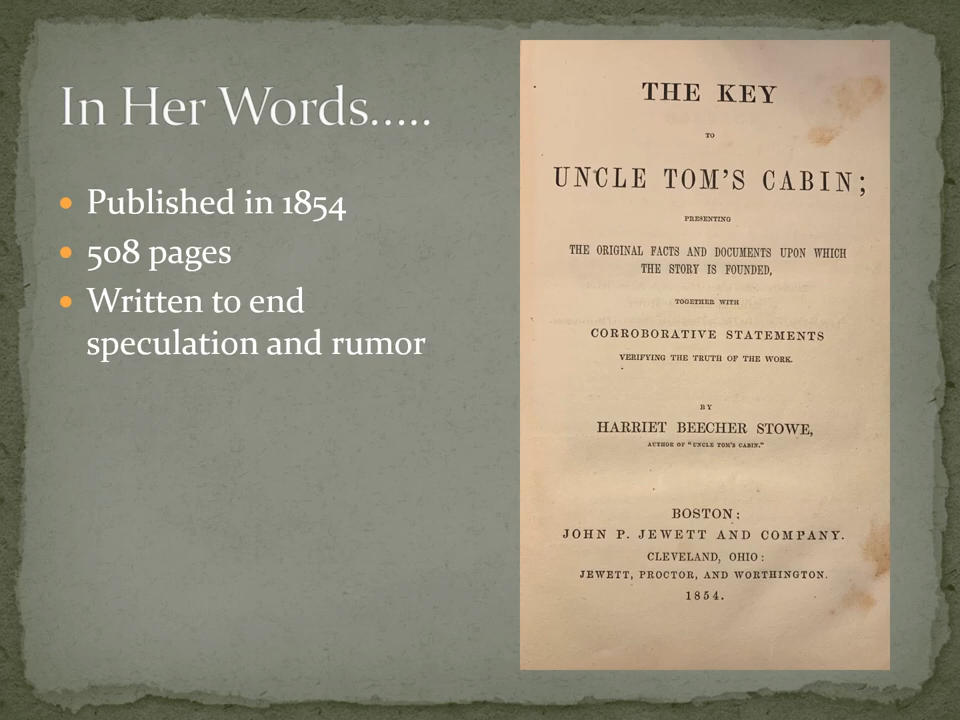 In Her Words.....
• Published in 1854
• 508 pages
• Written to end
speculation and rumor
THE KEY
TO
UNCLE TOM'S CABIN;
PRESENTING
THE ORIGINAL FACTS AND DOCUMENTS UPON WHICH
THE STORY IS FOUNDED,
TOGETHER WITH
CORROBORATIVE STATEMENTS
VERIFYING THE TRUTH OF THE WORK.
BY
HARRIET BEECHER STOWE,
AUTHOR OF "UNCLE TOM'S CABIN."
BOSTON:
JOHN P. JEWETT AND COMPANY.
CLEVELAND, OHIO:
JEWETT, PROCTOR, AND WORTHINGTON.
1854.